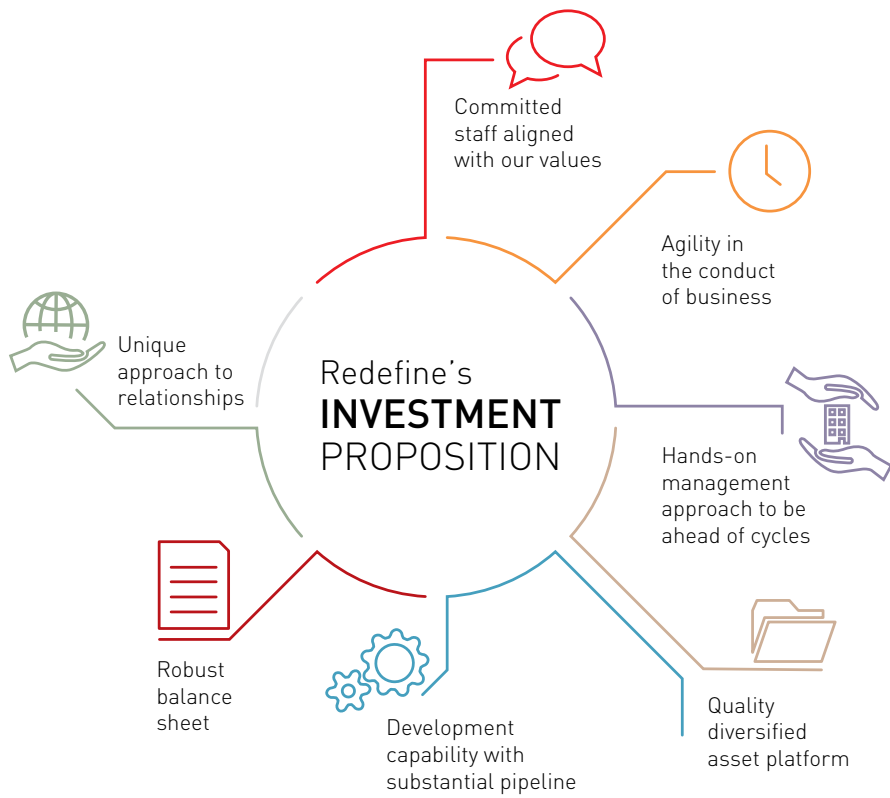 Redefine's
INVESTMENT
PROPOSITION
Committed
staff aligned
with our values
Agility in
the conduct
of business
Hands-on
management
approach to be
ahead of cycles
Quality
diversified
asset platform
Development
capability with
substantial pipeline
Robust
balance
sheet
Unique
approach to
relationships